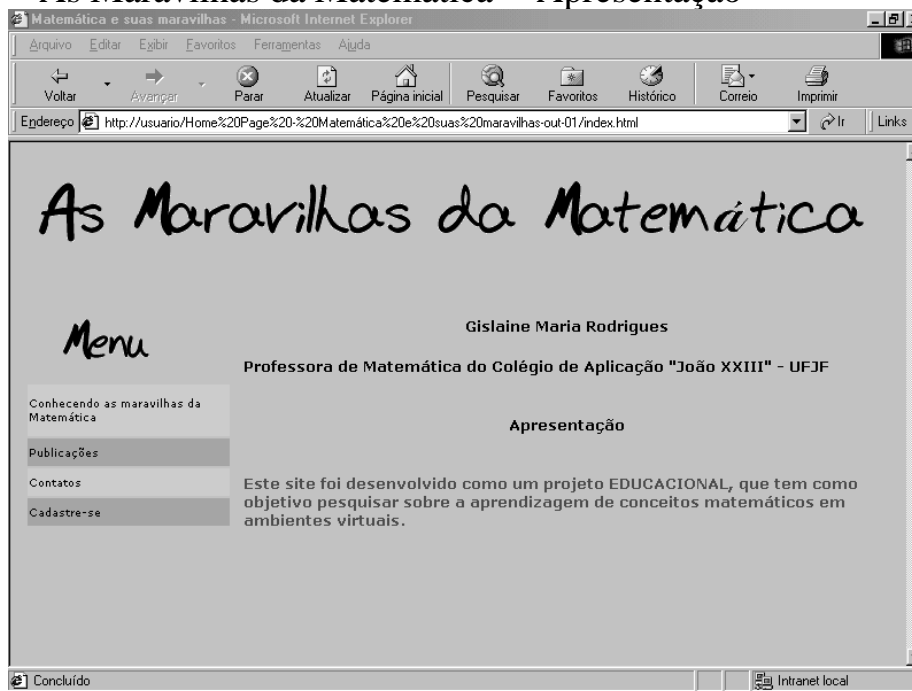 As Maravilhas da Matemática - Apresentação
Matemática e suas maravilhas - Microsoft Internet Explorer
Arquivo Editar Exibir Favoritos Ferramentas Ajuda
Voltar Avançar Parar Atualizar Página inicial Pesquisar Favoritos Histórico Correio Imprimir
Endereço http://usuario/Home%20Page%20-%20Matemática%20e%20suas%20maravilhas-out-01/index.html Ir Links
As Maravilhas da Matemática
Menu
Conhecendo as maravilhas da
Matemática
Publicações
Contatos
Cadastre-se
Gislaine Maria Rodrigues
Professora de Matemática do Colégio de Aplicação "João XXIII" - UFJF
Apresentação
Este site foi desenvolvido como um projeto EDUCACIONAL, que tem como
objetivo pesquisar sobre a aprendizagem de conceitos matemáticos em
ambientes virtuais.
Concluído Intranet local